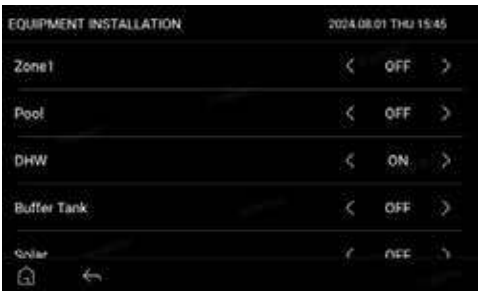 EQUIPMENT INSTALLATION 2024.08.01 THU 15:45
Zone1 < OFF >
Pool < OFF >
DHW < ON >
Buffer Tank < OFF >
Solar < OFF >